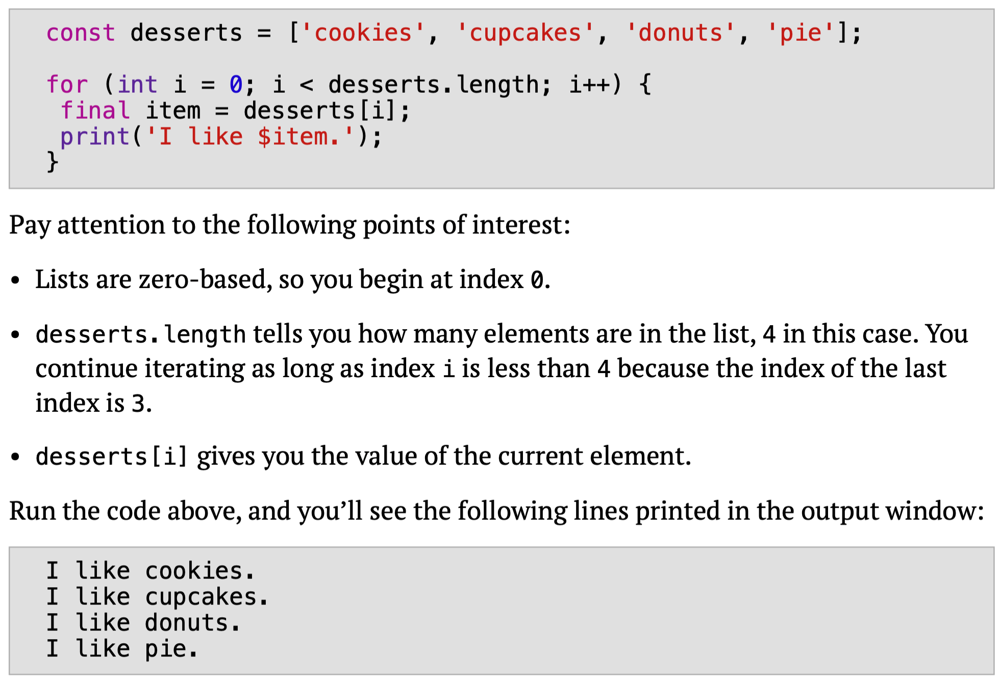 const desserts = ['cookies', 'cupcakes', 'donuts', 'pie'];
for (int i = 0; i < desserts.length; i++) {
final item = desserts[i];
print('I like $item.');
}
Pay attention to the following points of interest:
• Lists are zero-based, so you begin at index 0.
• desserts.length tells you how many elements are in the list, 4 in this case. You
continue iterating as long as index i is less than 4 because the index of the last
index is 3.
• desserts[i] gives you the value of the current element.
Run the code above, and you’ll see the following lines printed in the output window:
I like cookies.
I like cupcakes.
I like donuts.
I like pie.